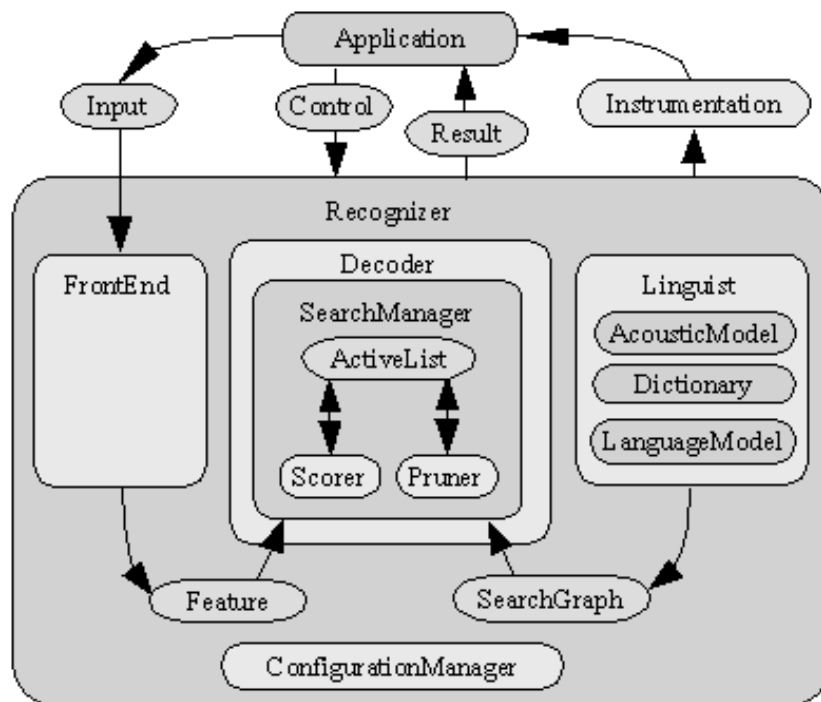 Application
Input
Control
Result
Instrumentation
Recognizer
FrontEnd
Decoder
SearchManager
ActiveList
Scorer
Pruner
Linguist
AcousticModel
Dictionary
LanguageModel
Feature
SearchGraph
ConfigurationManager